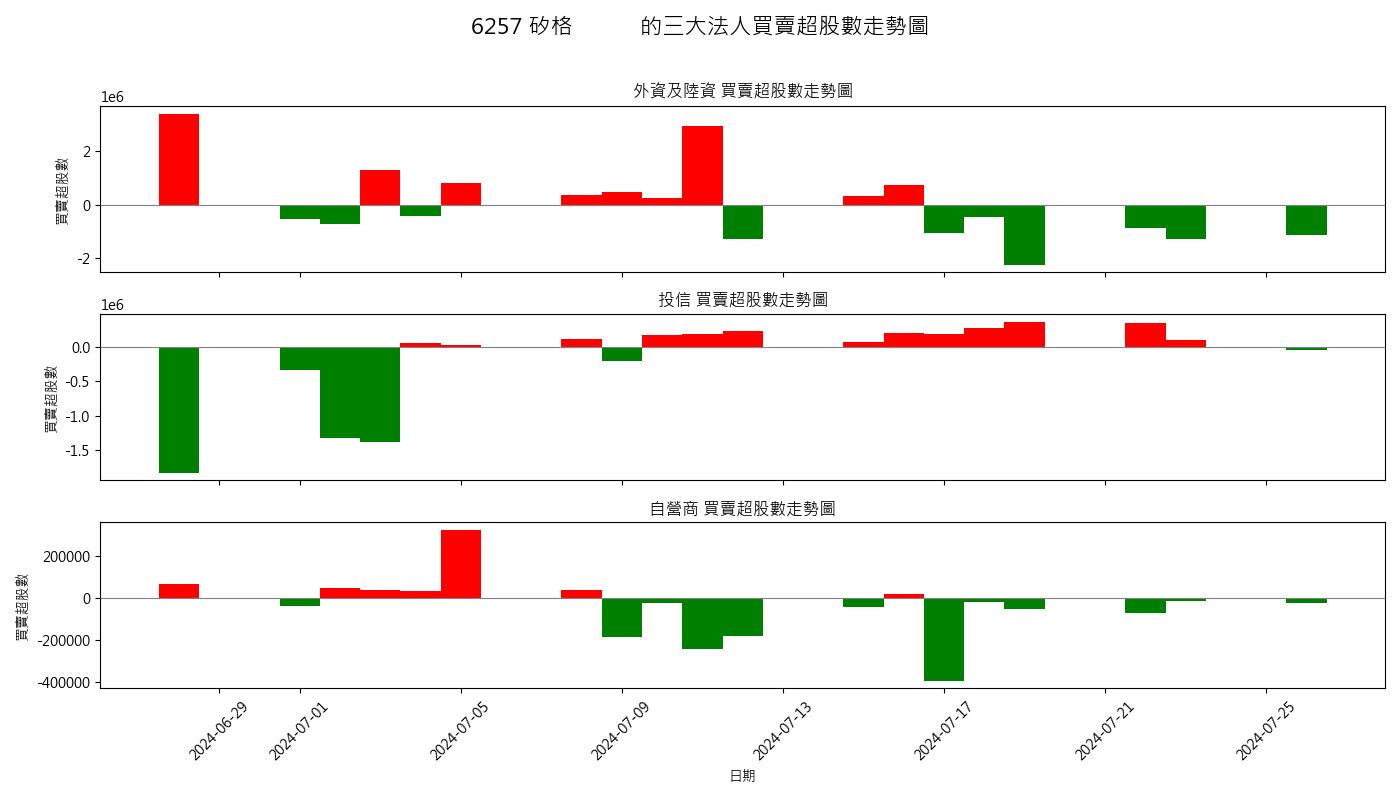 6257 矽格 的三大法人買賣超股數走勢圖
外資及陸資 買賣超股數走勢圖
1e6
買賣超股數
2
0
-2
投信 買賣超股數走勢圖
1e6
買賣超股數
0.0
-0.5
-1.0
-1.5
自營商 買賣超股數走勢圖
買賣超股數
200000
0
-200000
-400000
2024-06-29
2024-07-01
2024-07-05
2024-07-09
2024-07-13
2024-07-17
2024-07-21
2024-07-25
日期